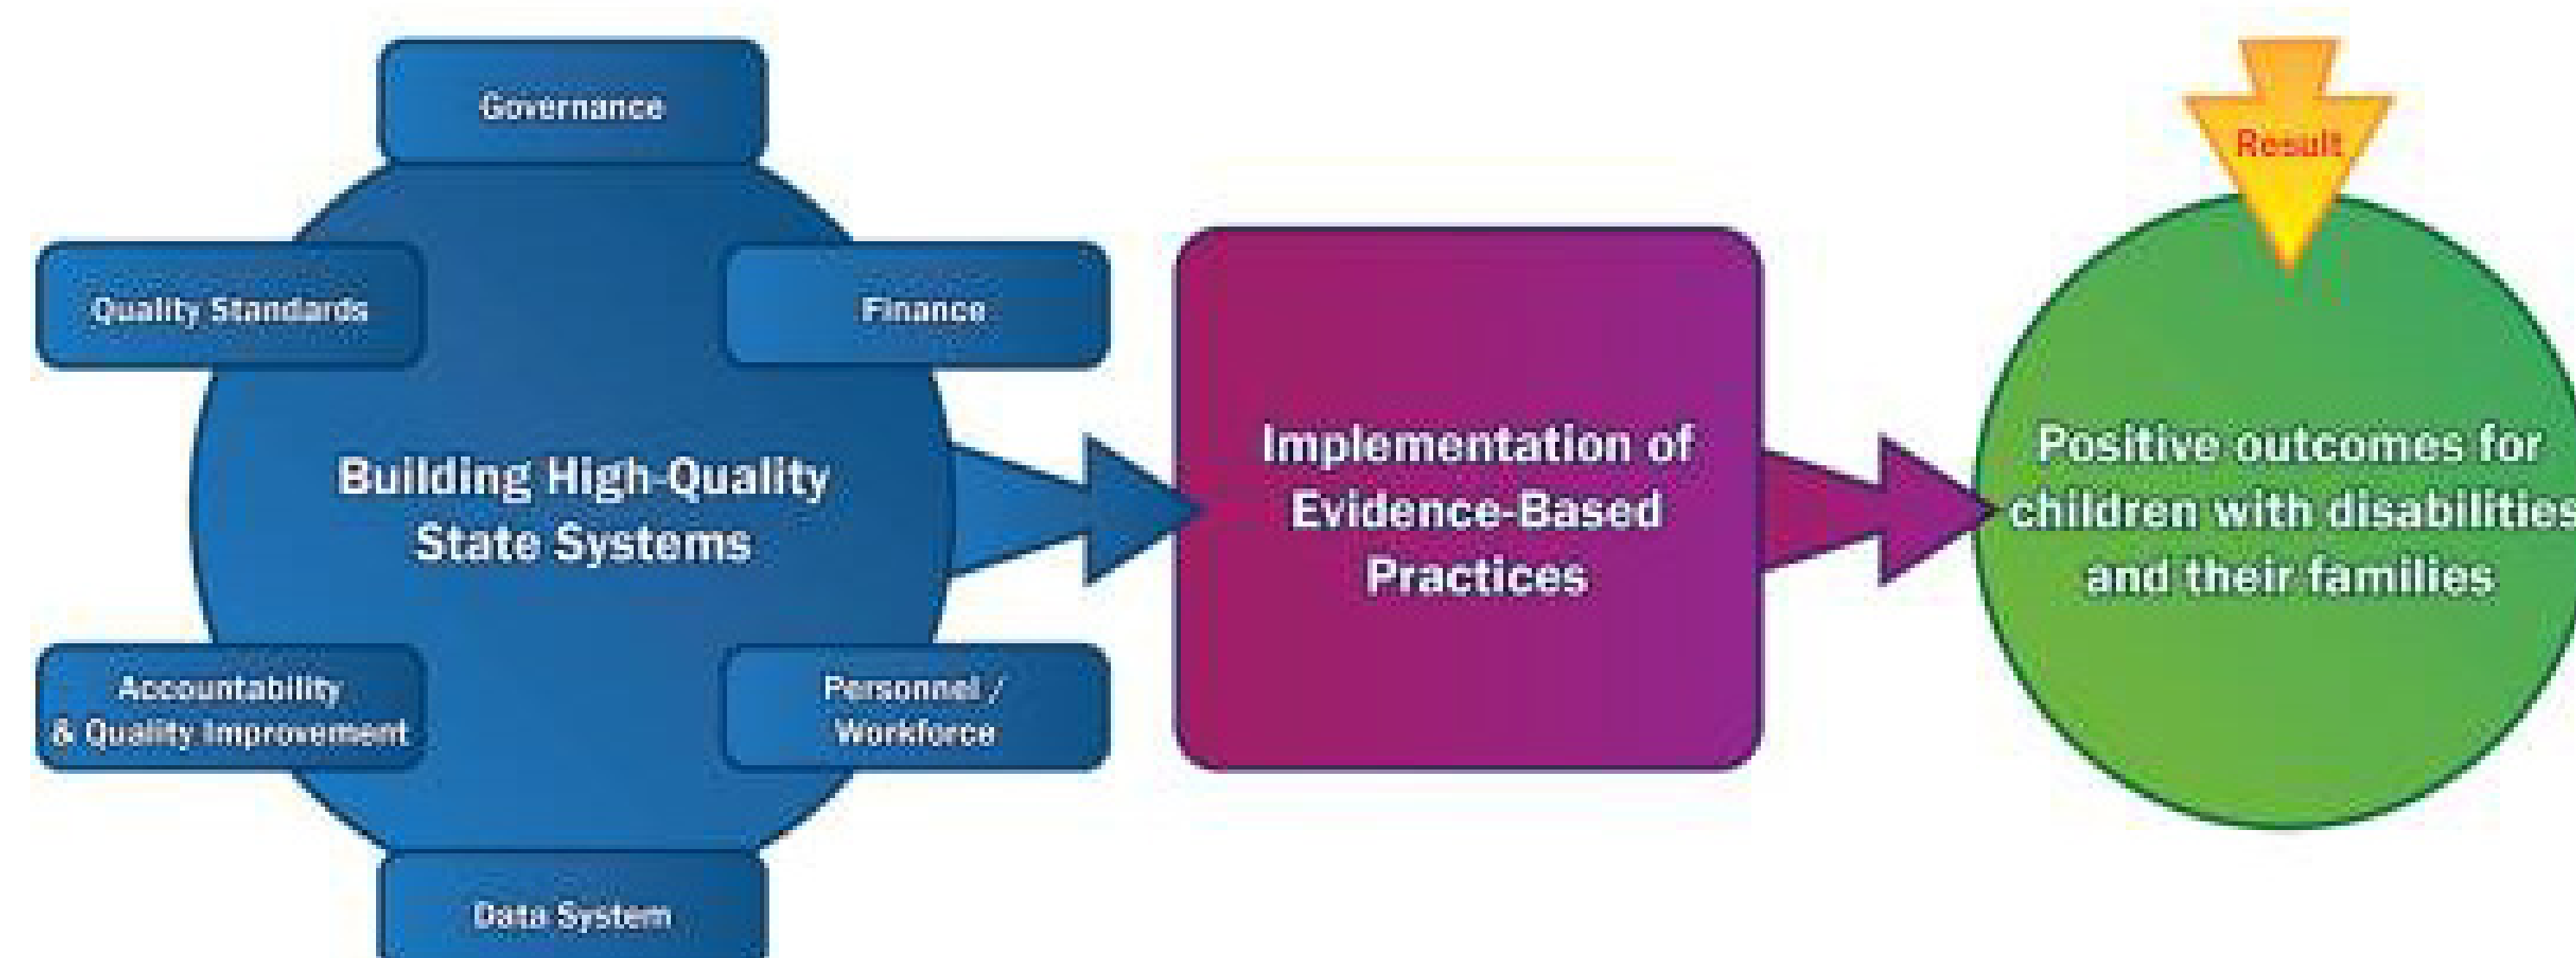 Governance
Quality Standards
Finance
Building High-Quality
State Systems
Accountability
& Quality Improvement
Personnel /
Workforce
Data System
Implementation of
Evidence-Based
Practices
Result
Positive outcomes for
children with disabilities
and their families